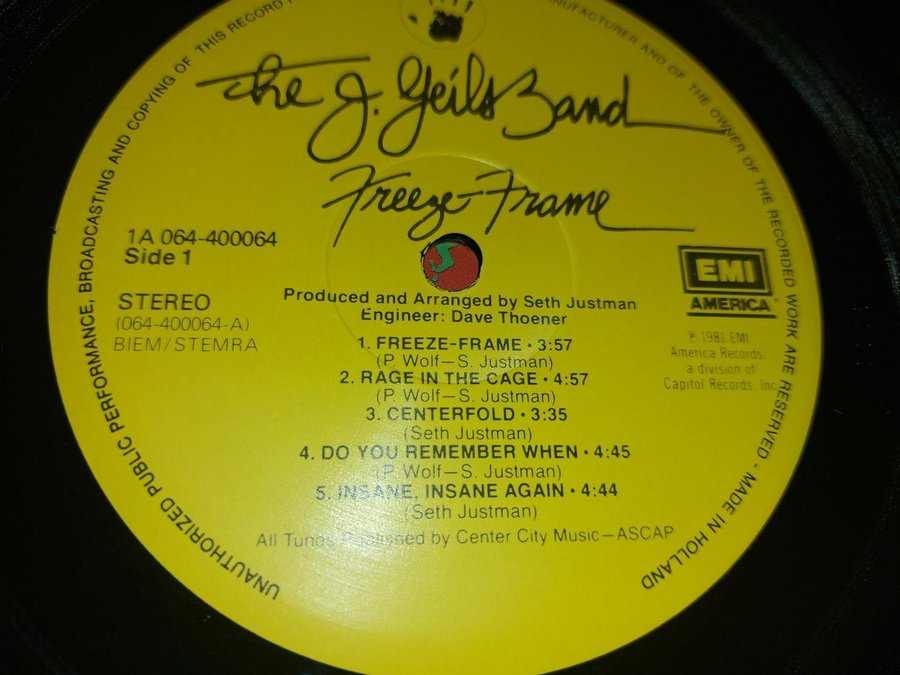 The J. Geils Band
Freeze-Frame
1A 064-400064
Side 1
STEREO
(064-400064-A)
BIEM/STEMRA
EMI
AMERICA
℗ 1981 EMI
America Records,
a division of
Capitol Records, Inc.
Produced and Arranged by Seth Justman
Engineer: Dave Thoener
1. FREEZE-FRAME • 3:57
(P. Wolf—S. Justman)
2. RAGE IN THE CAGE • 4:57
(P. Wolf—S. Justman)
3. CENTERFOLD • 3:35
(Seth Justman)
4. DO YOU REMEMBER WHEN • 4:45
(P. Wolf—S. Justman)
5. INSANE, INSANE AGAIN • 4:44
(Seth Justman)
All Tunes Published by Center City Music—ASCAP
UNAUTHORIZED PUBLIC PERFORMANCE, BROADCASTING AND COPYING OF THIS RECORD
MANUFACTURER AND OF THE OWNER OF THE RECORDED WORK ARE RESERVED - MADE IN HOLLAND